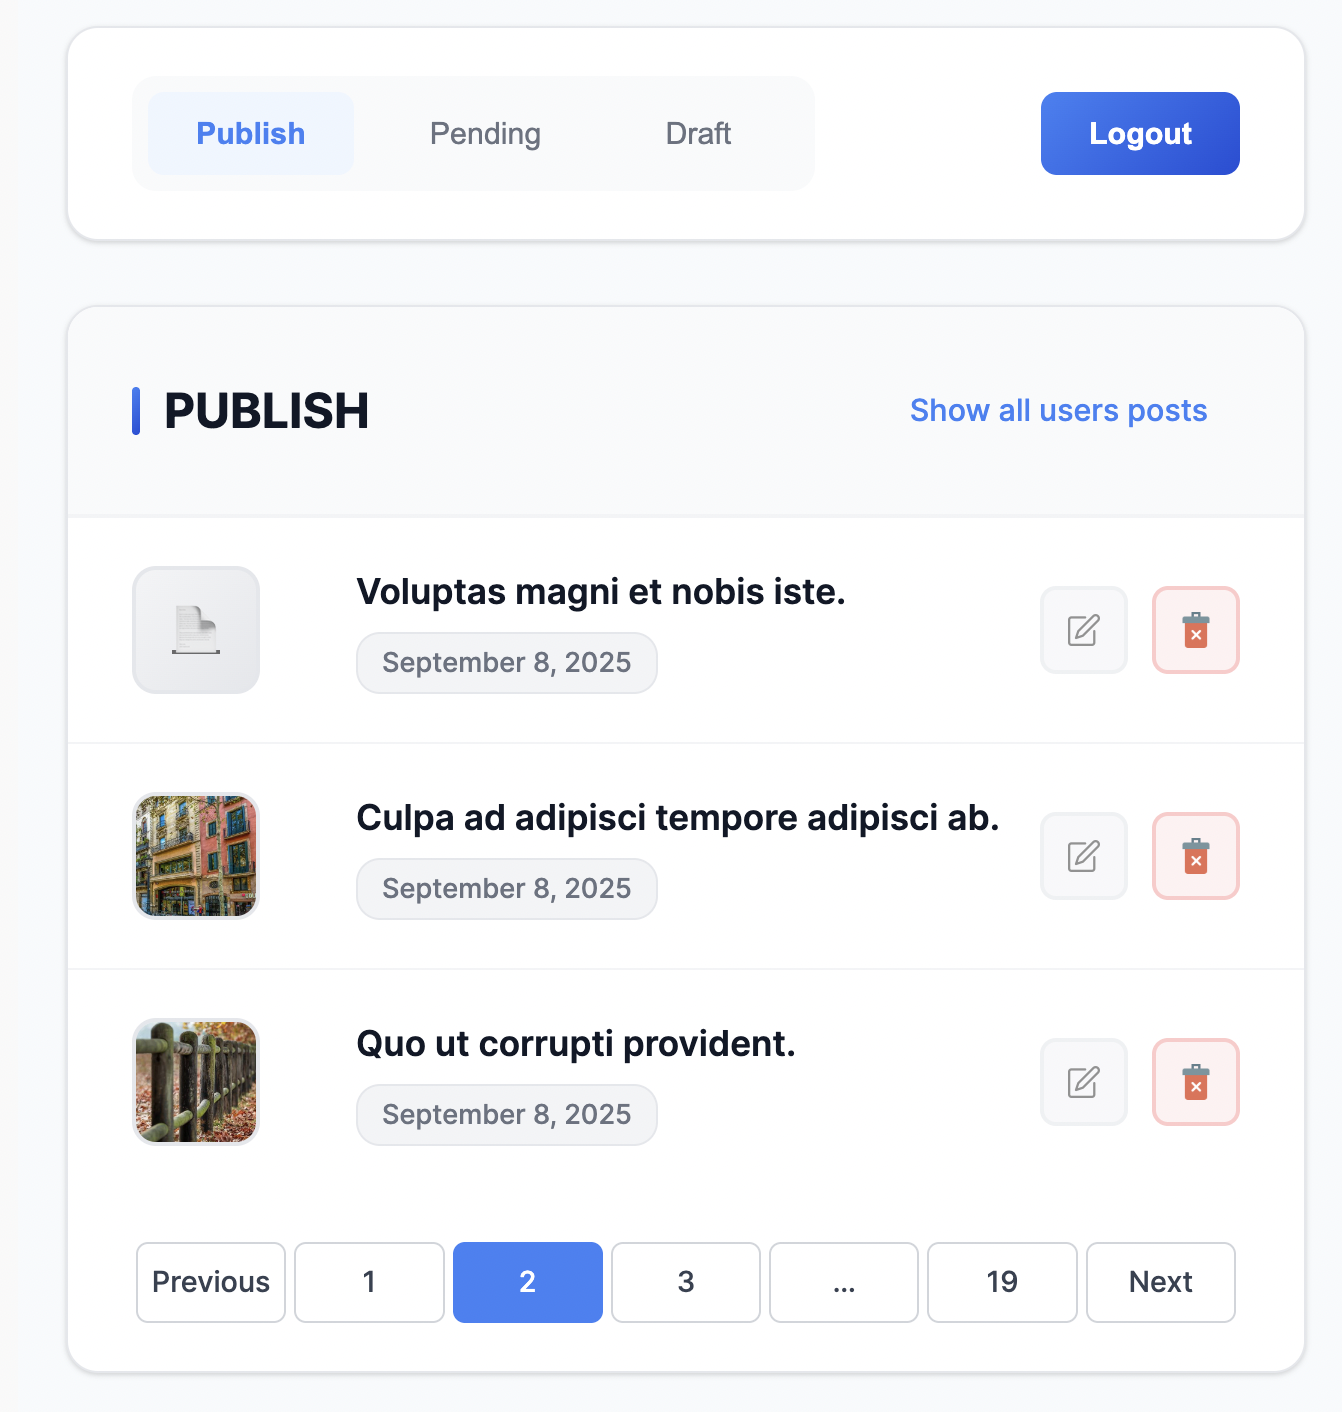 Publish Pending Draft Logout
PUBLISH Show all users posts
Voluptas magni et nobis iste.
September 8, 2025
Culpa ad adipisci tempore adipisci ab.
September 8, 2025
Quo ut corrupti provident.
September 8, 2025
Previous 1 2 3 ... 19 Next